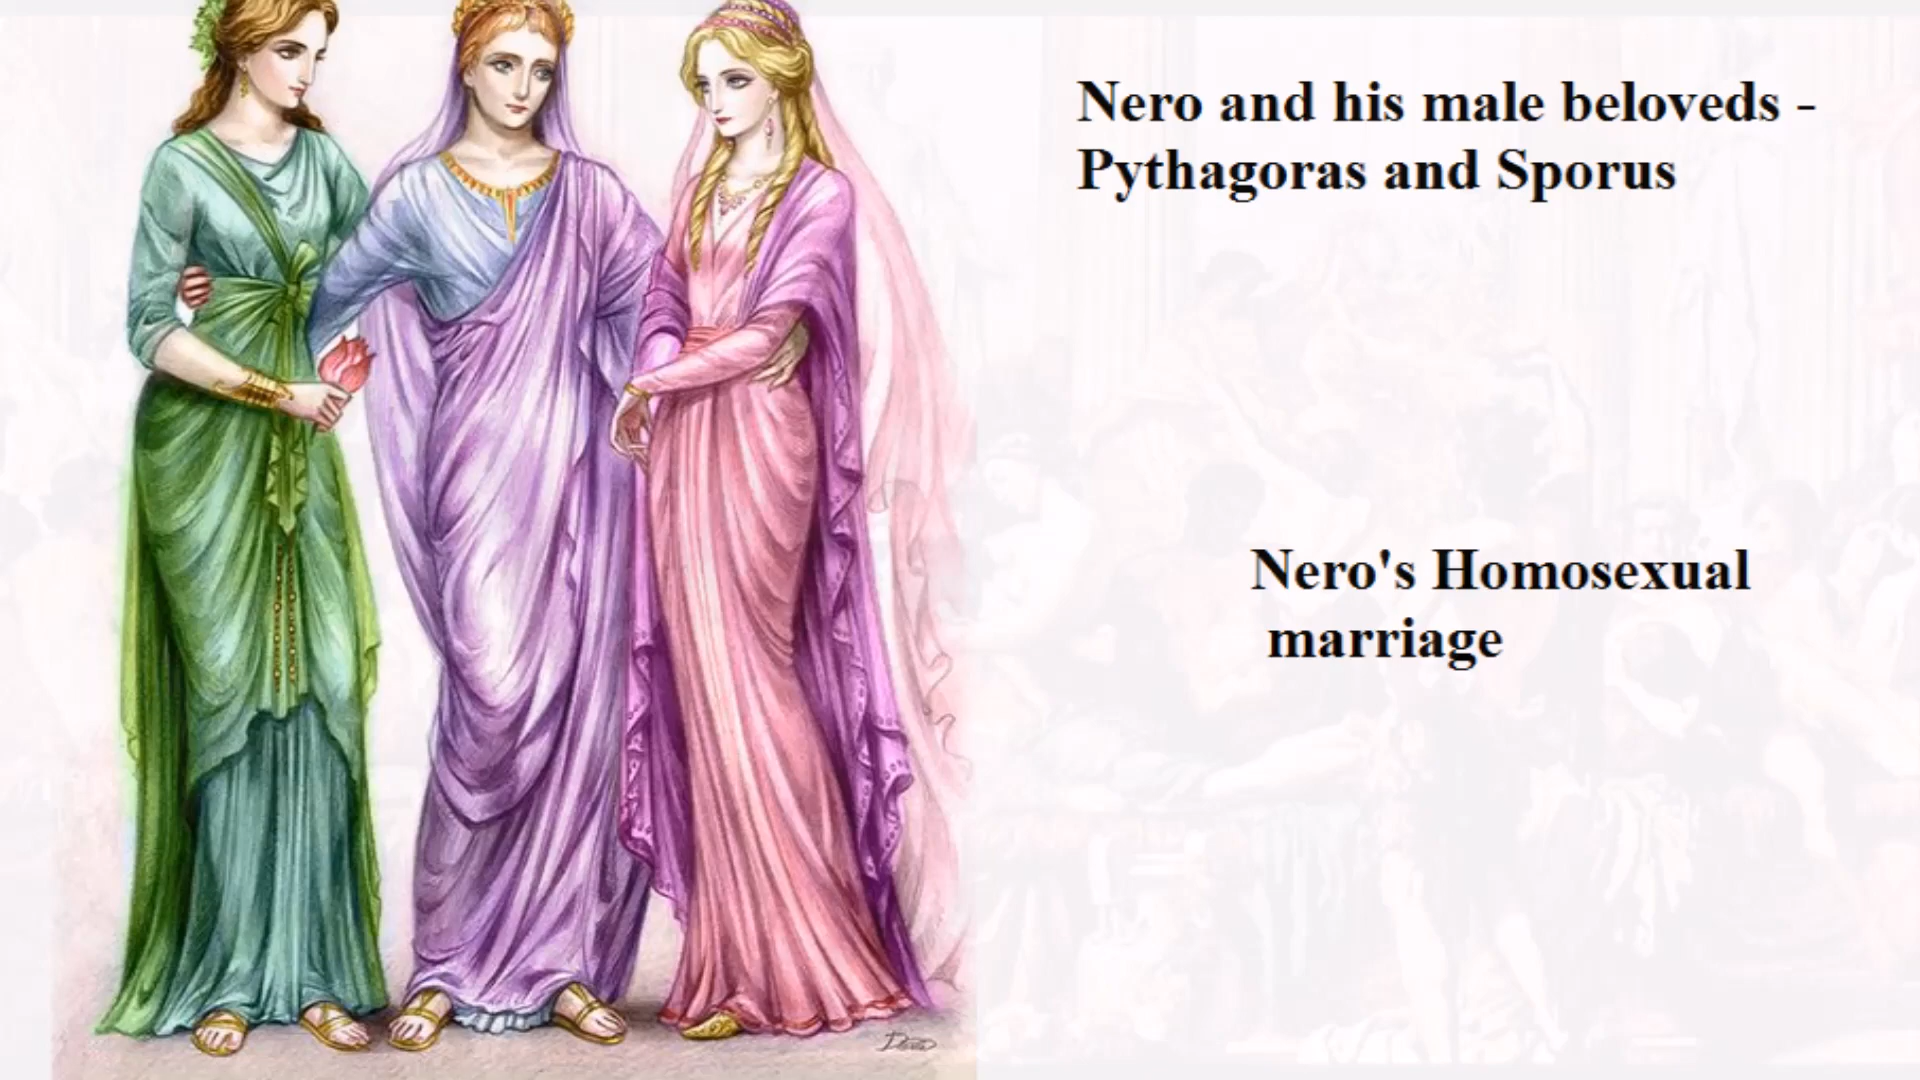 Nero and his male beloveds -
Pythagoras and Sporus
Nero's Homosexual
marriage